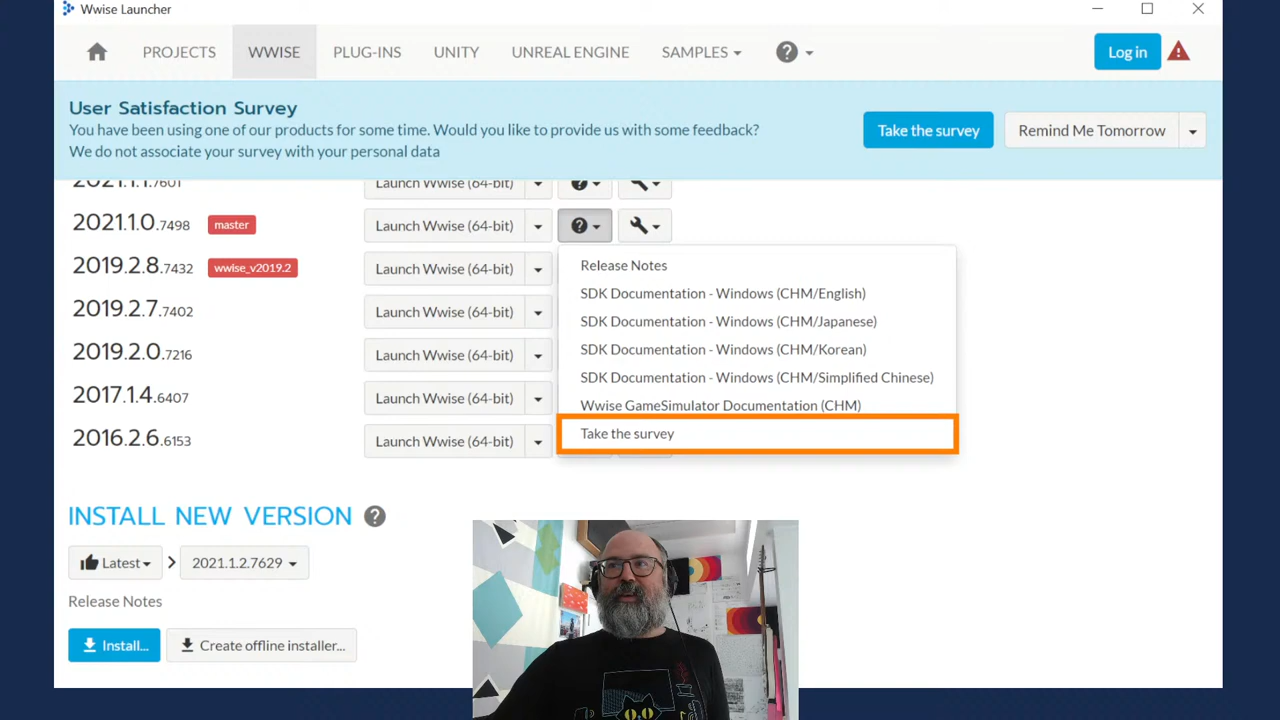 Wwise Launcher
PROJECTS WWISE PLUG-INS UNITY UNREAL ENGINE SAMPLES Log in
User Satisfaction Survey
You have been using one of our products for some time. Would you like to provide us with some feedback?
We do not associate your survey with your personal data
Take the survey Remind Me Tomorrow
2021.1.1.7601 Launch Wwise (64-bit)
2021.1.0.7498 master Launch Wwise (64-bit)
2019.2.8.7432 wwise_v2019.2 Launch Wwise (64-bit)
2019.2.7.7402 Launch Wwise (64-bit)
2019.2.0.7216 Launch Wwise (64-bit)
2017.1.4.6407 Launch Wwise (64-bit)
2016.2.6.6153 Launch Wwise (64-bit)
Release Notes
SDK Documentation - Windows (CHM/English)
SDK Documentation - Windows (CHM/Japanese)
SDK Documentation - Windows (CHM/Korean)
SDK Documentation - Windows (CHM/Simplified Chinese)
Wwise GameSimulator Documentation (CHM)
Take the survey
INSTALL NEW VERSION ?
Latest > 2021.1.2.7629
Release Notes
Install... Create offline installer...